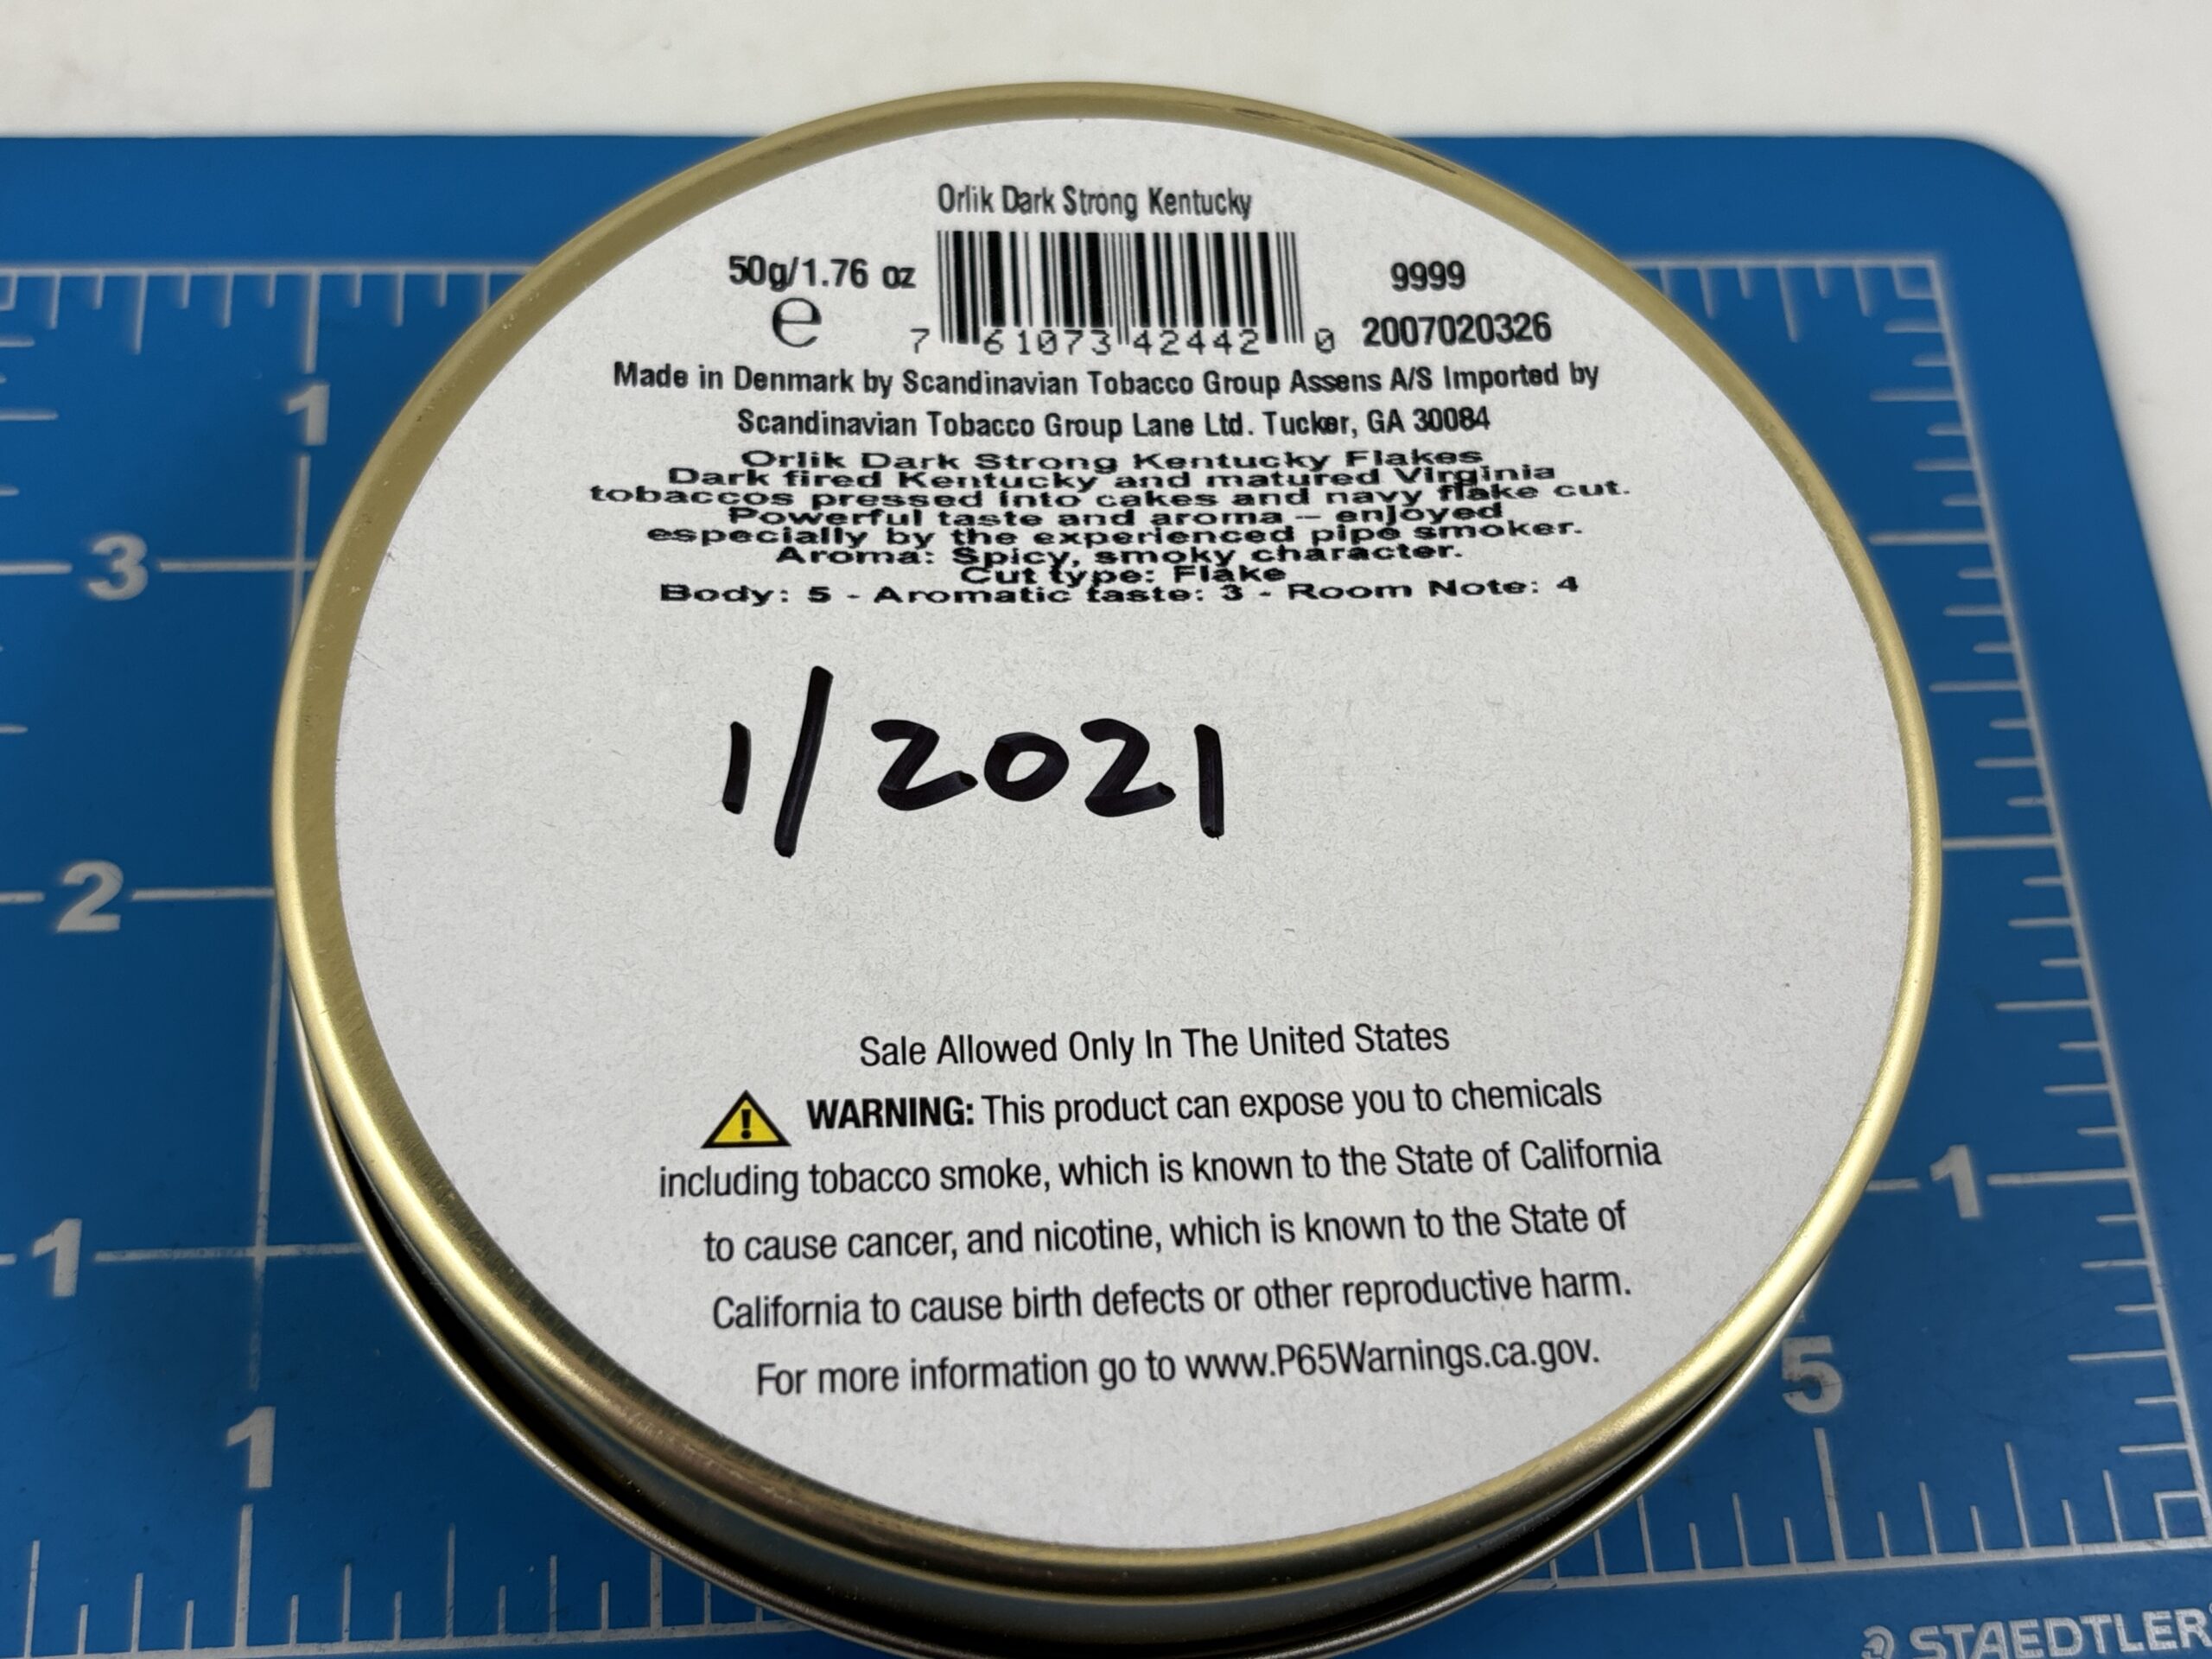 Orlik Dark Strong Kentucky
50g/1.76 oz
e
7 61073 42442 0
9999
2007020326
Made in Denmark by Scandinavian Tobacco Group Assens A/S Imported by
Scandinavian Tobacco Group Lane Ltd. Tucker, GA 30084
Orlik Dark Strong Kentucky Flakes
Dark fired Kentucky and matured Virginia
tobaccos pressed into cakes and navy flake cut.
Powerful taste and aroma – enjoyed
especially by the experienced pipe smoker.
Aroma: Spicy, smoky character.
Cut type: Flake
Body: 5 - Aromatic taste: 3 - Room Note: 4
1/2021
Sale Allowed Only In The United States
WARNING: This product can expose you to chemicals
including tobacco smoke, which is known to the State of California
to cause cancer, and nicotine, which is known to the State of
California to cause birth defects or other reproductive harm.
For more information go to www.P65Warnings.ca.gov.
1
3
2
1
1
1
5
STAEDTLER